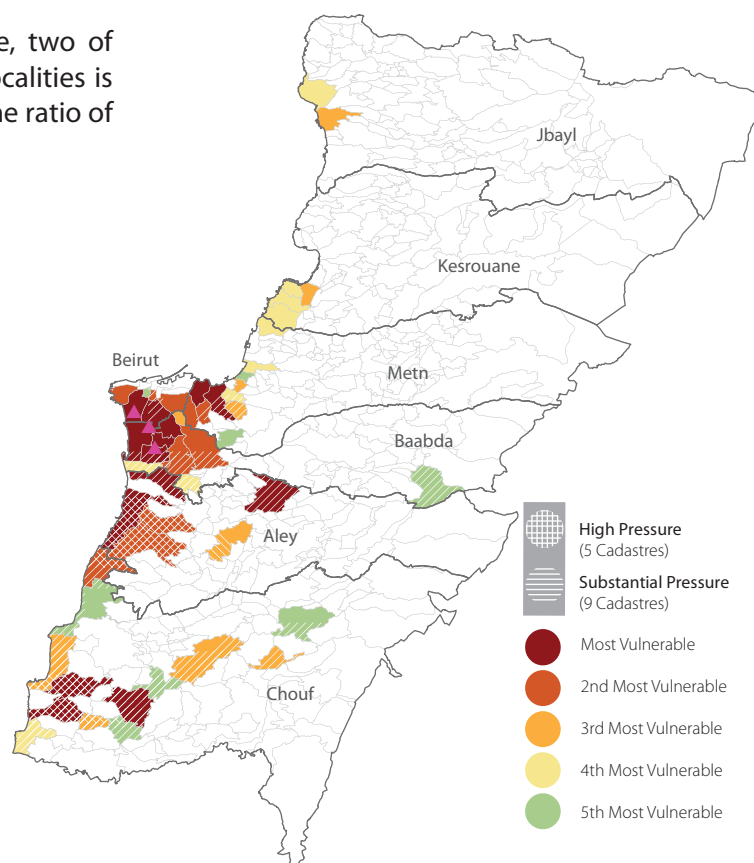 e, two of
ocalities is
he ratio of
Jbayl
Kesrouane
Beirut
Metn
Baabda
Aley
Chouf
High Pressure
(5 Cadastres)
Substantial Pressure
(9 Cadastres)
Most Vulnerable
2nd Most Vulnerable
3rd Most Vulnerable
4th Most Vulnerable
5th Most Vulnerable